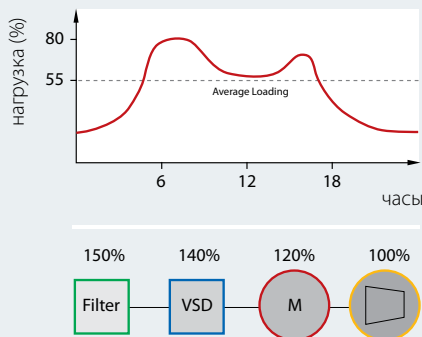 нагрузка (%)
80
55
Average Loading
6 12 18
часы
150% 140% 120% 100%
Filter VSD M